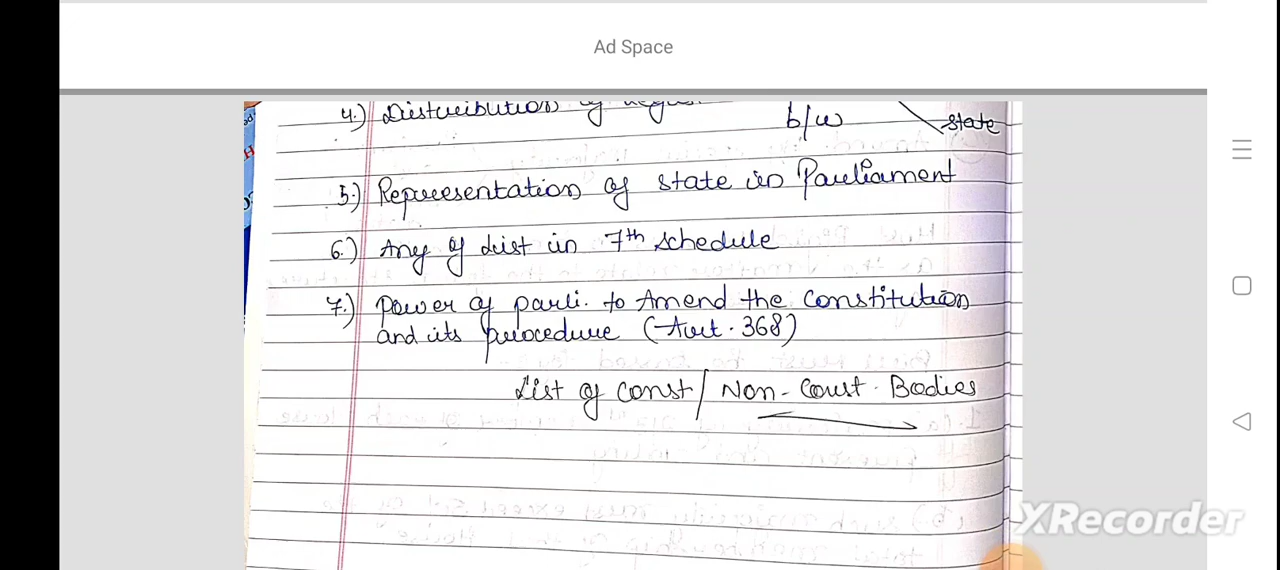 Ad Space
4.) Distribution of
b/w
State
5.) Representation of state in Parliament
6.) Any of List in 7th schedule
7.) Power of parli. to Amend the constitution
and its procedure (Art. 368)
List of const / Non-Const. Bodies
XRecorder